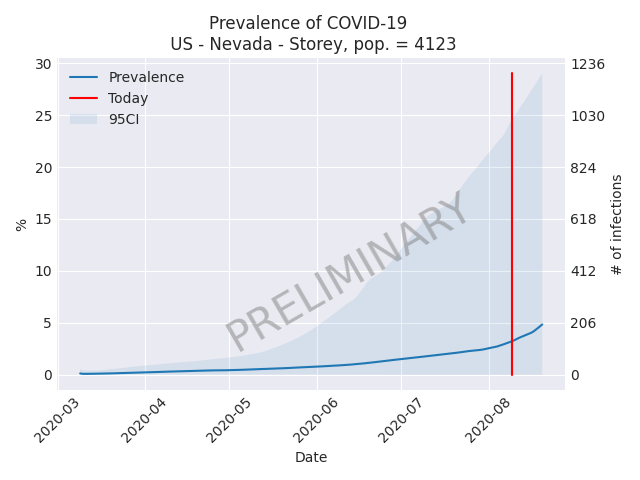 Prevalence of COVID-19
US - Nevada - Storey, pop. = 4123
30
25
20
15
10
5
0
%
Prevalence
Today
95CI
PRELIMINARY
1236
1030
824
618
412
206
0
# of infections
2020-03
2020-04
2020-05
2020-06
2020-07
2020-08
Date